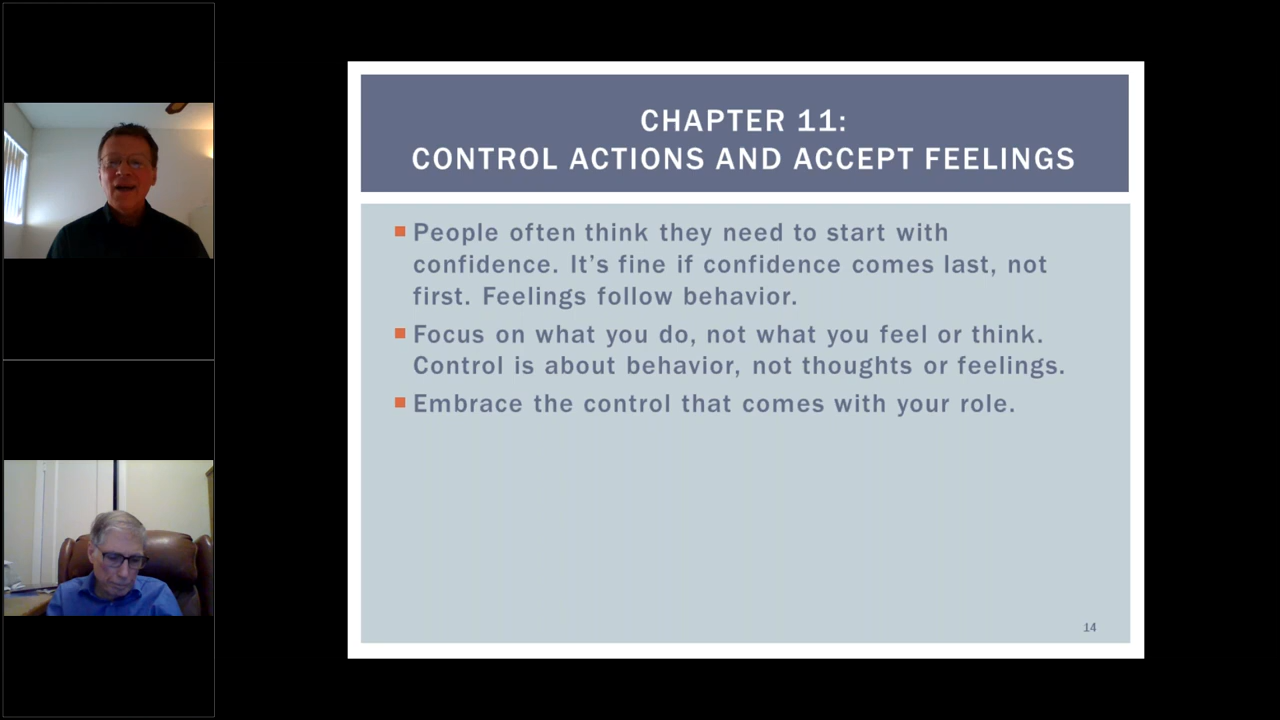 CHAPTER 11:
CONTROL ACTIONS AND ACCEPT FEELINGS
People often think they need to start with
confidence. It’s fine if confidence comes last, not
first. Feelings follow behavior.
Focus on what you do, not what you feel or think.
Control is about behavior, not thoughts or feelings.
Embrace the control that comes with your role.
14